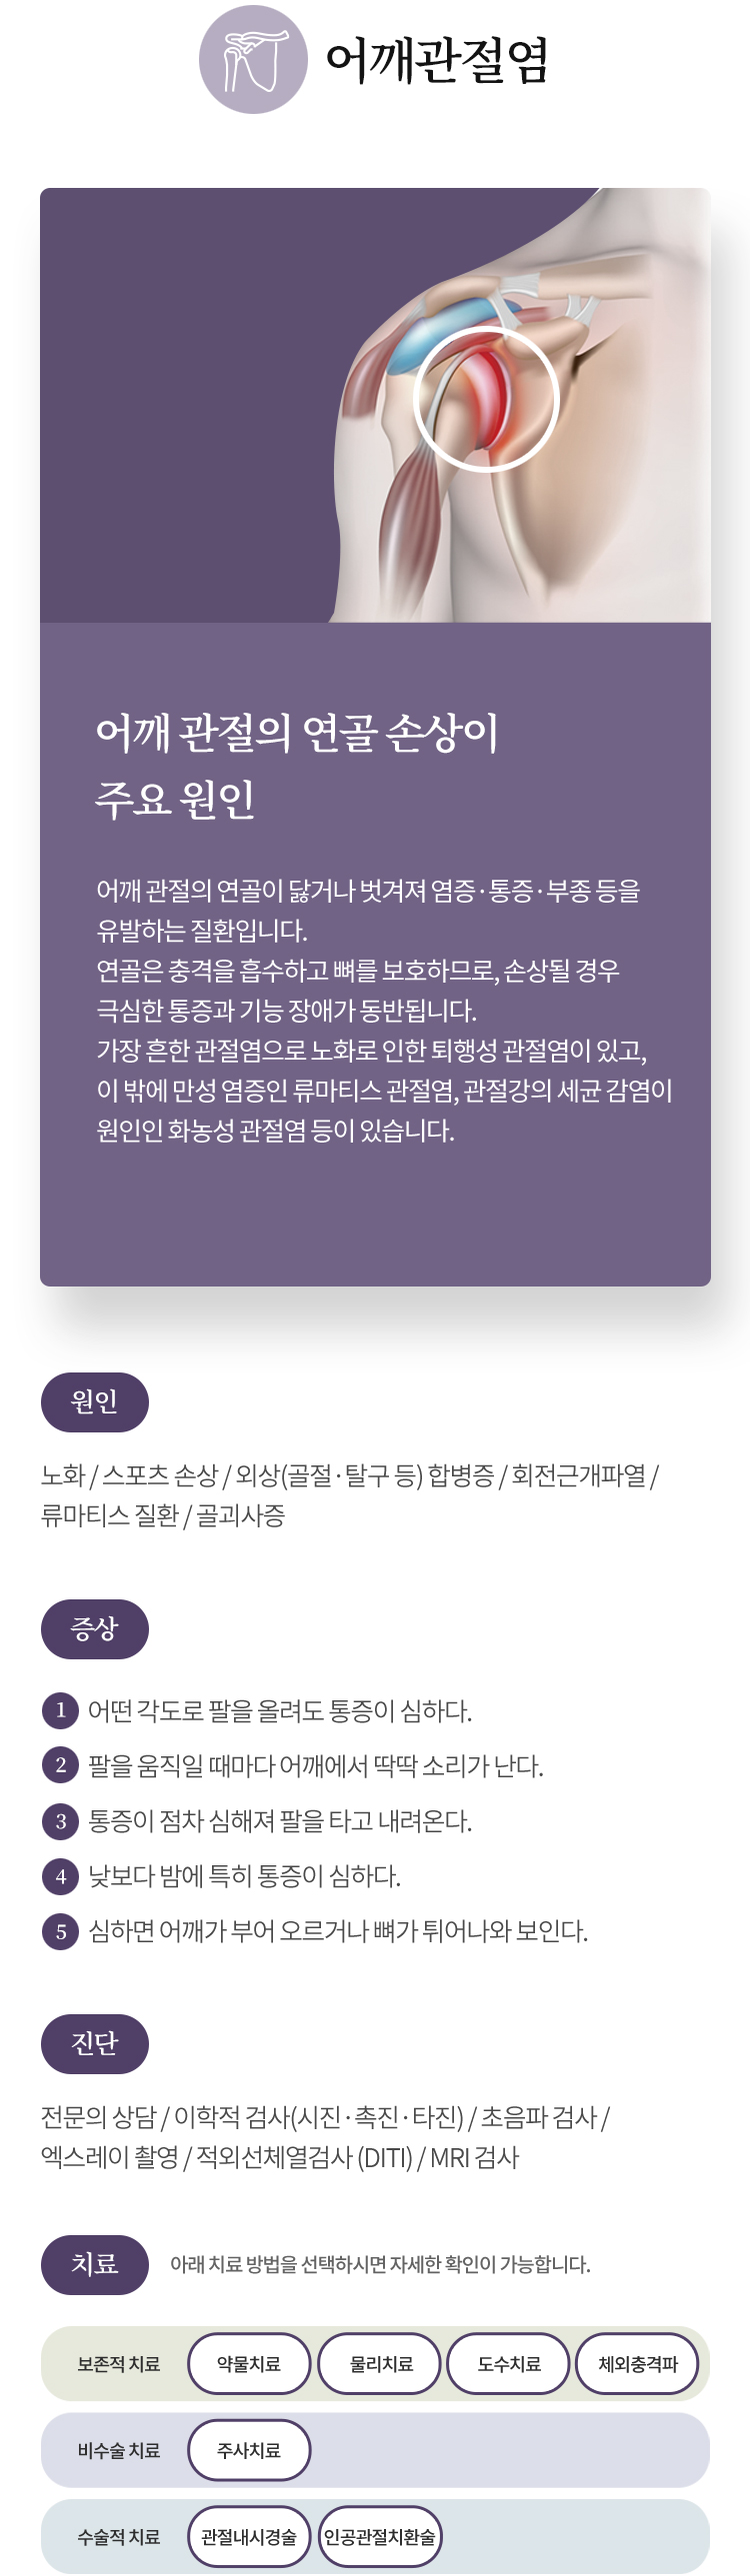 어깨관절염
어깨 관절의 연골 손상이
주요 원인
어깨 관절의 연골이 닳거나 벗겨져 염증·통증·부종 등을
유발하는 질환입니다.
연골은 충격을 흡수하고 뼈를 보호하므로, 손상될 경우
극심한 통증과 기능 장애가 동반됩니다.
가장 흔한 관절염으로 노화로 인한 퇴행성 관절염이 있고,
이 밖에 만성 염증인 류마티스 관절염, 관절강의 세균 감염이
원인인 화농성 관절염 등이 있습니다.
원인
노화 / 스포츠 손상 / 외상(골절·탈구 등) 합병증 / 회전근개파열 /
류마티스 질환 / 골괴사증
증상
1 어떤 각도로 팔을 올려도 통증이 심하다.
2 팔을 움직일 때마다 어깨에서 딱딱 소리가 난다.
3 통증이 점차 심해져 팔을 타고 내려온다.
4 낮보다 밤에 특히 통증이 심하다.
5 심하면 어깨가 부어 오르거나 뼈가 튀어나와 보인다.
진단
전문의 상담 / 이학적 검사(시진·촉진·타진) / 초음파 검사 /
엑스레이 촬영 / 적외선체열검사 (DITI) / MRI 검사
치료 아래 치료 방법을 선택하시면 자세한 확인이 가능합니다.
보존적 치료 약물치료 물리치료 도수치료 체외충격파
비수술 치료 주사치료
수술적 치료 관절내시경술 인공관절치환술